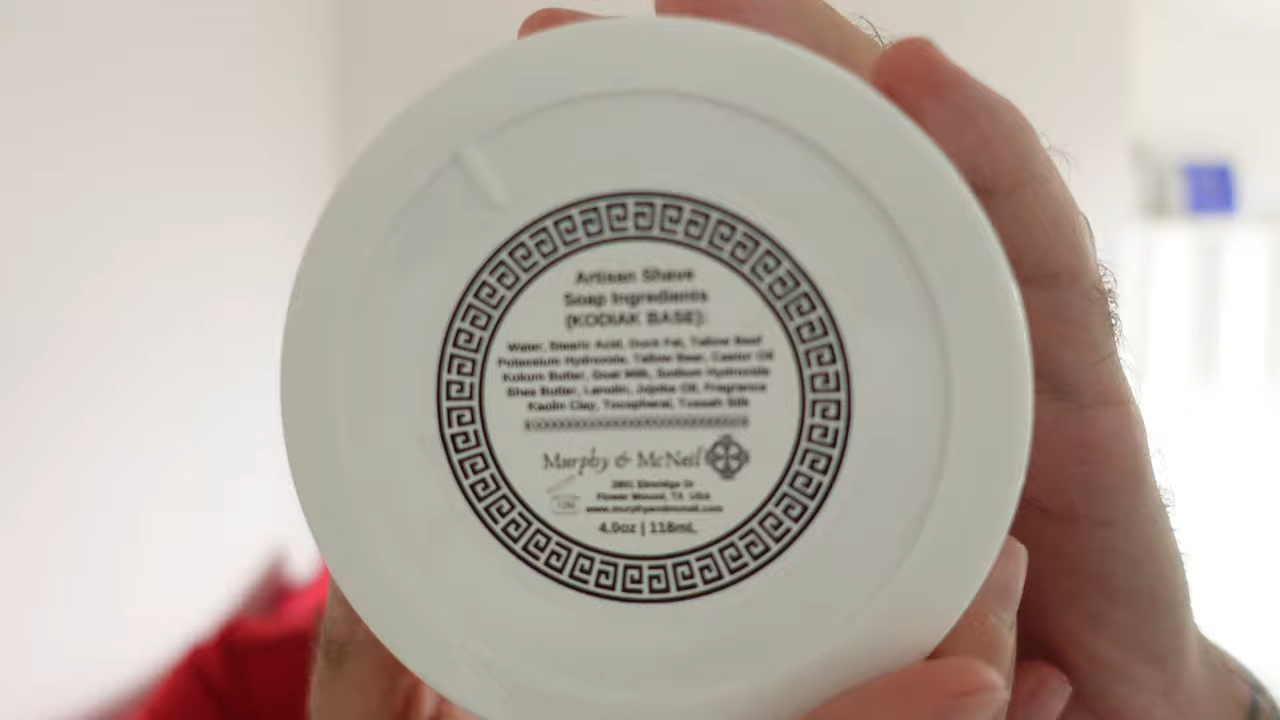 Artisan Shave
Soap Ingredients
(KODIAK BASE):
Water, Stearic Acid, Duck Fat, Tallow Beef
Potassium Hydroxide, Tallow Bear, Castor Oil
Kokum Butter, Goat Milk, Sodium Hydroxide
Shea Butter, Lanolin, Jojoba Oil, Fragrance
Kaolin Clay, Tocopheral, Tussah Silk
Murphy & McNeil
Dr
Flower Mound, TX USA
www.murphyandmcneil.com
4.0oz | 118mL